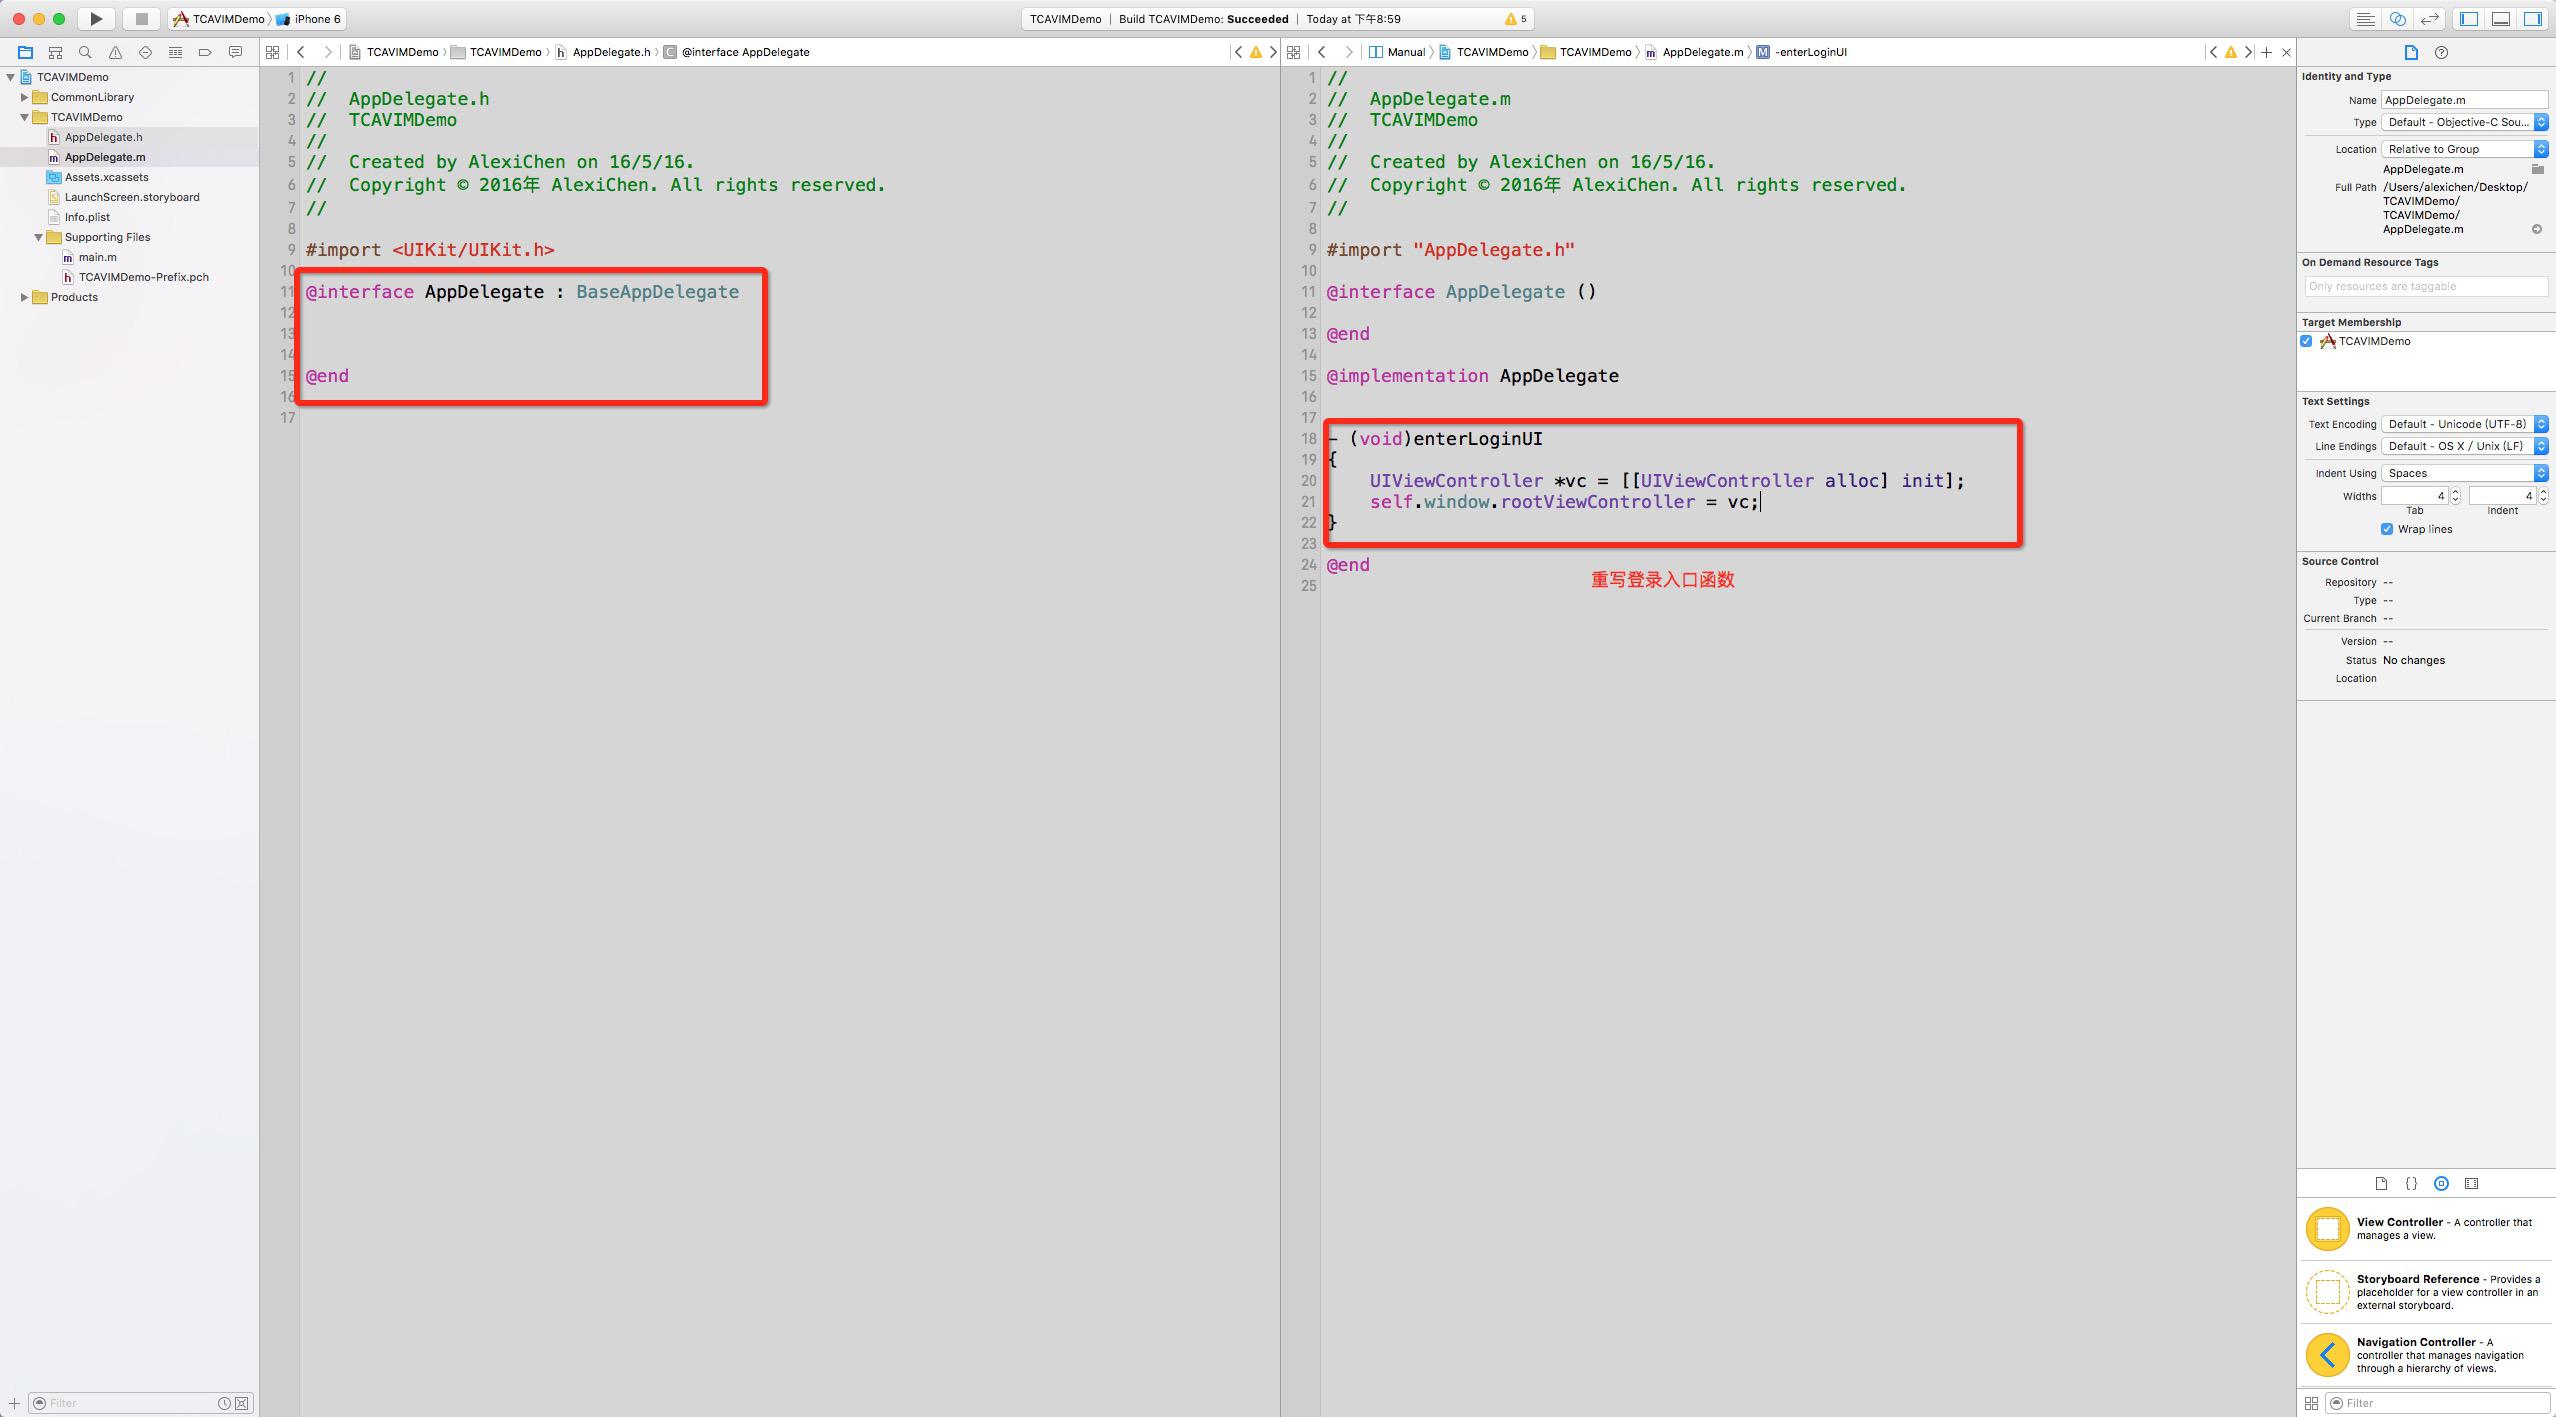 TCAVIMDemo iPhone 6
TCAVIMDemo | Build TCAVIMDemo: Succeeded | Today at 下午8:59
5
TCAVIMDemo
CommonLibrary
TCAVIMDemo
AppDelegate.h
AppDelegate.m
Assets.xcassets
LaunchScreen.storyboard
Info.plist
Supporting Files
main.m
TCAVIMDemo-Prefix.pch
Products
Filter
TCAVIMDemo TCAVIMDemo AppDelegate.h @interface AppDelegate
1 //
2 //  AppDelegate.h
3 //  TCAVIMDemo
4 //
5 //  Created by AlexiChen on 16/5/16.
6 //  Copyright © 2016年 AlexiChen. All rights reserved.
7 //
8
9 #import <UIKit/UIKit.h>
10
11 @interface AppDelegate : BaseAppDelegate
12
13
14
15 @end
16
17
Manual TCAVIMDemo TCAVIMDemo AppDelegate.m -enterLoginUI
1 //
2 //  AppDelegate.m
3 //  TCAVIMDemo
4 //
5 //  Created by AlexiChen on 16/5/16.
6 //  Copyright © 2016年 AlexiChen. All rights reserved.
7 //
8
9 #import "AppDelegate.h"
10
11 @interface AppDelegate ()
12
13 @end
14
15 @implementation AppDelegate
16
17
18 - (void)enterLoginUI
19 {
20     UIViewController *vc = [[UIViewController alloc] init];
21     self.window.rootViewController = vc;
22 }
23
24 @end
25
重写登录入口函数
Identity and Type
Name AppDelegate.m
Type Default - Objective-C Sou...
Location Relative to Group
AppDelegate.m
Full Path /Users/alexichen/Desktop/
TCAVIMDemo/
TCAVIMDemo/
AppDelegate.m
On Demand Resource Tags
Only resources are taggable
Target Membership
TCAVIMDemo
Text Settings
Text Encoding Default - Unicode (UTF-8)
Line Endings Default - OS X / Unix (LF)
Indent Using Spaces
Widths 4 4
Tab Indent
Wrap lines
Source Control
Repository --
Type --
Current Branch --
Version --
Status No changes
Location
View Controller - A controller that
manages a view.
Storyboard Reference - Provides a
placeholder for a view controller in an
external storyboard.
Navigation Controller - A
controller that manages navigation
through a hierarchy of views.
Filter